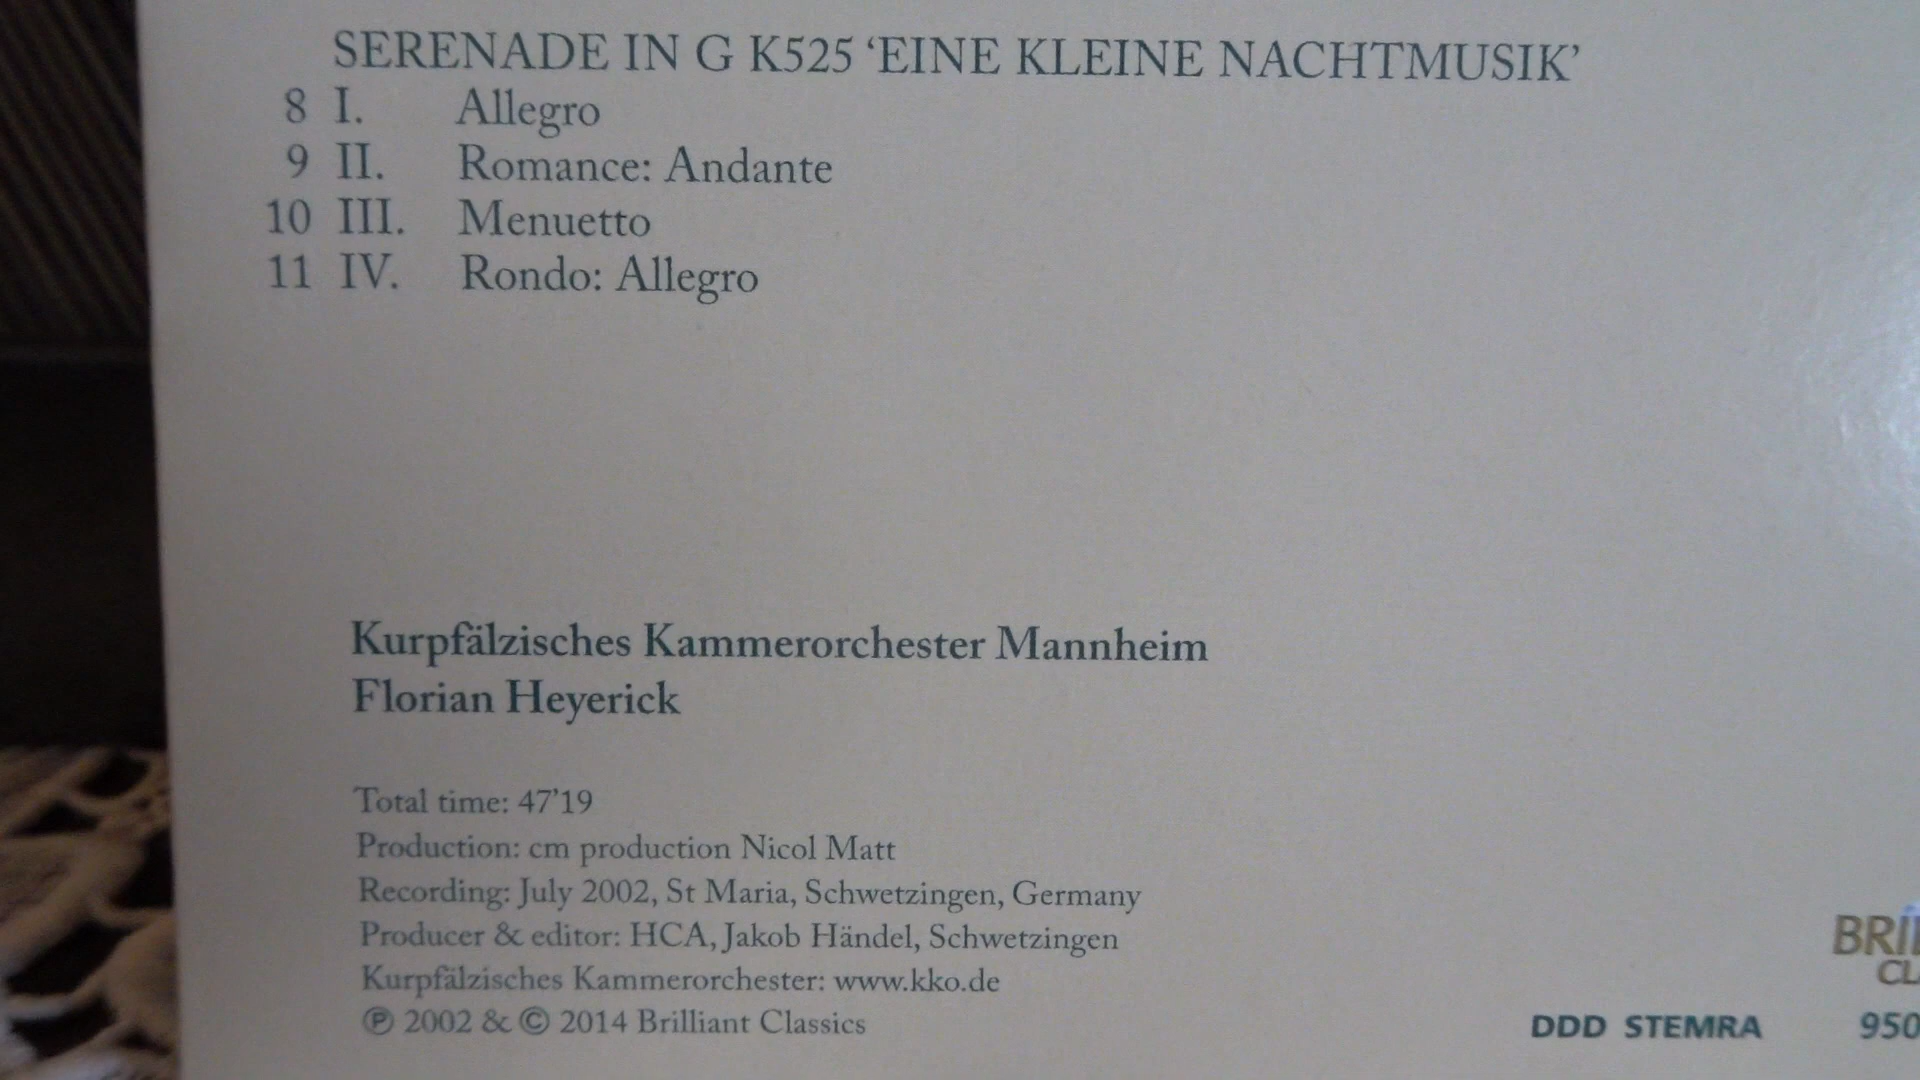 SERENADE IN G K525 ‘EINE KLEINE NACHTMUSIK’
8 I. Allegro
9 II. Romance: Andante
10 III. Menuetto
11 IV. Rondo: Allegro
Kurpfälzisches Kammerorchester Mannheim
Florian Heyerick
Total time: 47’19
Production: cm production Nicol Matt
Recording: July 2002, St Maria, Schwetzingen, Germany
Producer & editor: HCA, Jakob Händel, Schwetzingen
Kurpfälzisches Kammerorchester: www.kko.de
℗ 2002 & © 2014 Brilliant Classics
DDD STEMRA